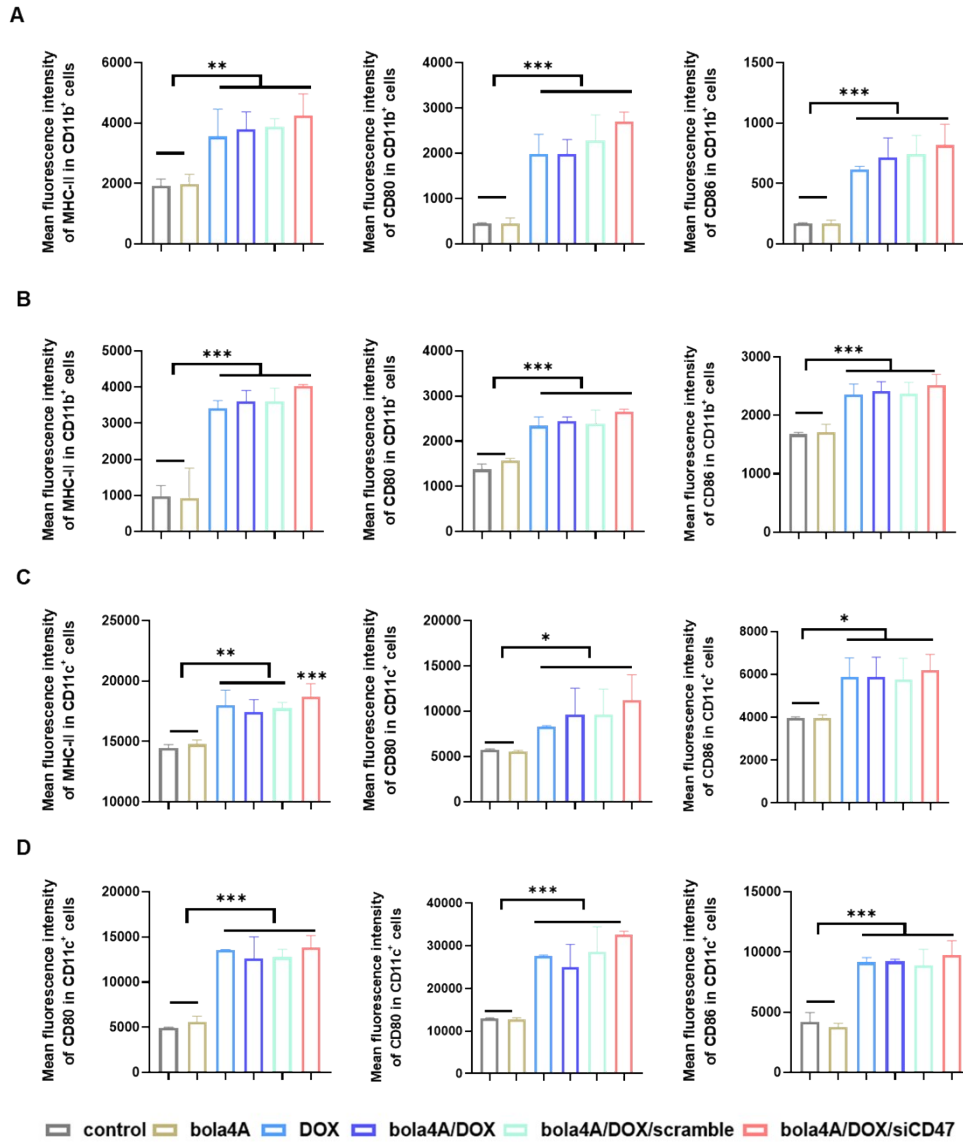 A
Mean fluorescence intensity
of MHC-II in CD11b⁺ cells
6000
4000
2000
0
**
Mean fluorescence intensity
of CD80 in CD11b⁺ cells
4000
3000
2000
1000
0
***
Mean fluorescence intensity
of CD86 in CD11b⁺ cells
1500
1000
500
0
***
B
Mean fluorescence intensity
of MHC-II in CD11b⁺ cells
5000
4000
3000
2000
1000
0
***
Mean fluorescence intensity
of CD80 in CD11b⁺ cells
4000
3000
2000
1000
0
***
Mean fluorescence intensity
of CD86 in CD11b⁺ cells
3000
2000
1000
0
***
C
Mean fluorescence intensity
of MHC-II in CD11c⁺ cells
25000
20000
15000
10000
**
***
Mean fluorescence intensity
of CD80 in CD11c⁺ cells
20000
15000
10000
5000
0
*
Mean fluorescence intensity
of CD86 in CD11c⁺ cells
8000
6000
4000
2000
0
*
D
Mean fluorescence intensity
of CD80 in CD11c⁺ cells
20000
15000
10000
5000
0
***
Mean fluorescence intensity
of CD80 in CD11c⁺ cells
40000
30000
20000
10000
0
***
Mean fluorescence intensity
of CD86 in CD11c⁺ cells
15000
10000
5000
0
***
control bola4A DOX bola4A/DOX bola4A/DOX/scramble bola4A/DOX/siCD47